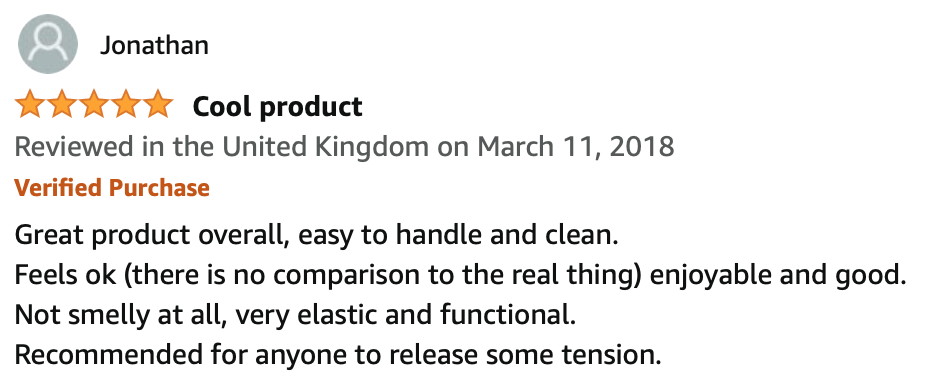 Jonathan
Cool product
Reviewed in the United Kingdom on March 11, 2018
Verified Purchase
Great product overall, easy to handle and clean.
Feels ok (there is no comparison to the real thing) enjoyable and good.
Not smelly at all, very elastic and functional.
Recommended for anyone to release some tension.